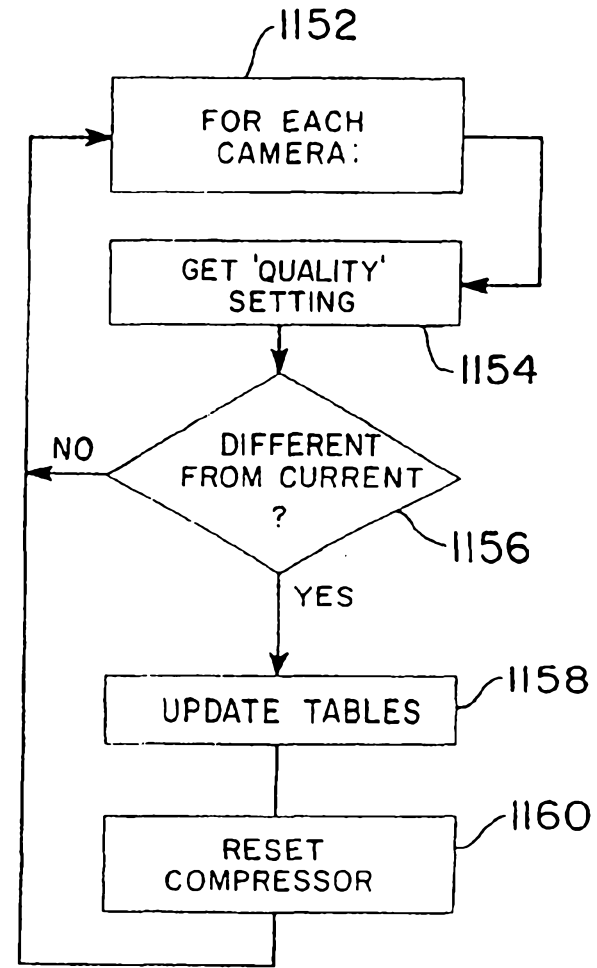 1152
FOR EACH
CAMERA:
GET 'QUALITY'
SETTING
1154
NO
DIFFERENT
FROM CURRENT
?
1156
YES
1158
UPDATE TABLES
1160
RESET
COMPRESSOR